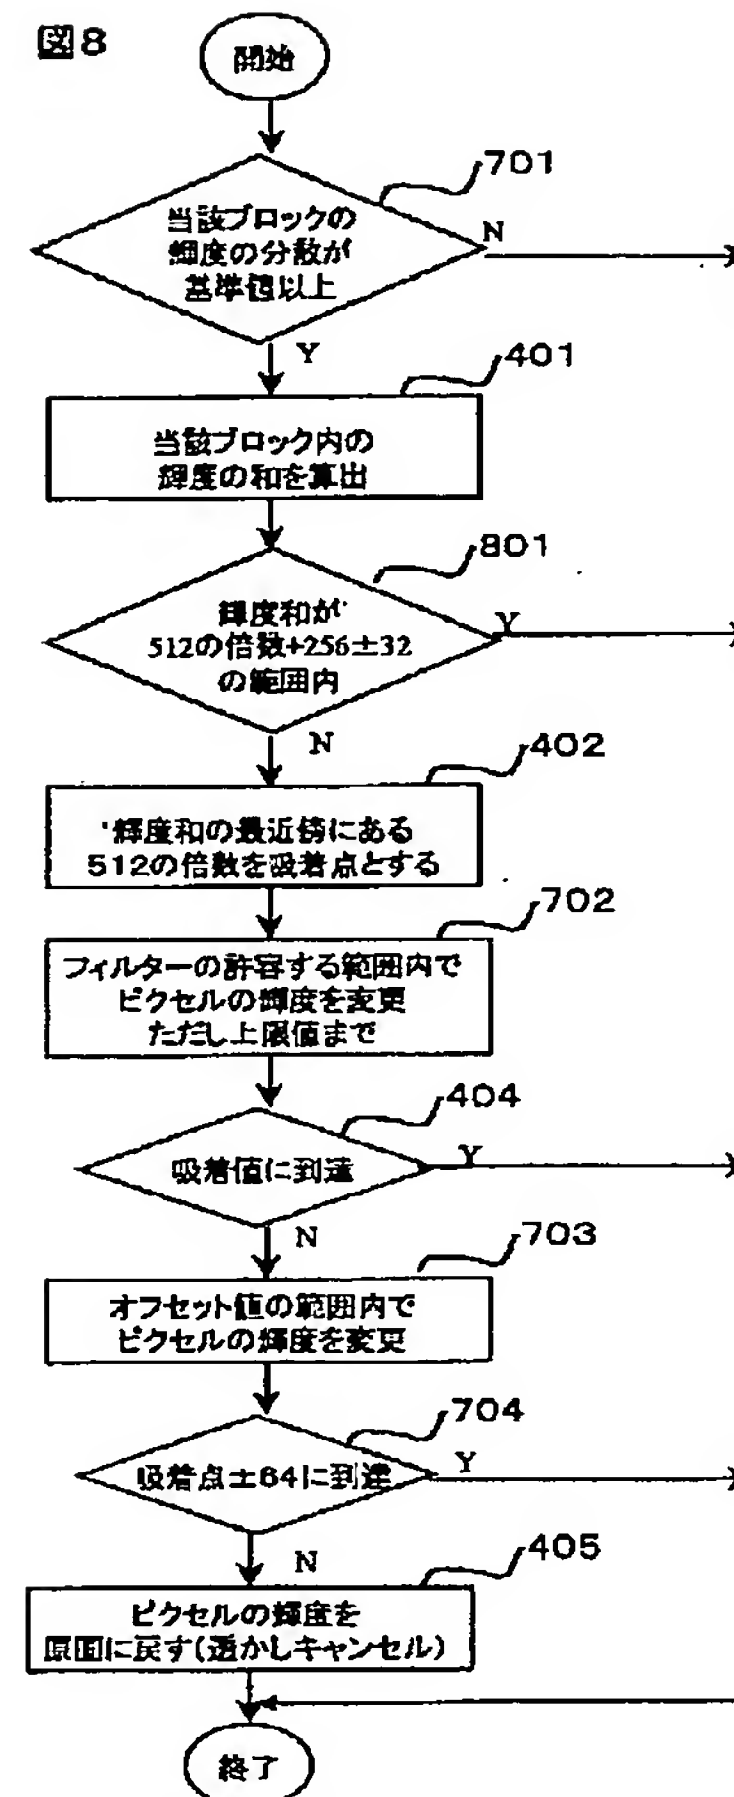 図8
開始
701
当該ブロックの
輝度の分散が
基準値以上
N
Y
401
当該ブロック内の
輝度の和を算出
801
輝度和が
512の倍数+256±32
の範囲内
Y
N
402
輝度和の最近傍にある
512の倍数を吸着点とする
702
フィルターの許容する範囲内で
ピクセルの輝度を変更
ただし上限値まで
404
吸着値に到達
Y
N
703
オフセット値の範囲内で
ピクセルの輝度を変更
704
吸着点±64に到達
Y
N
405
ピクセルの輝度を
原画に戻す(透かしキャンセル)
終了